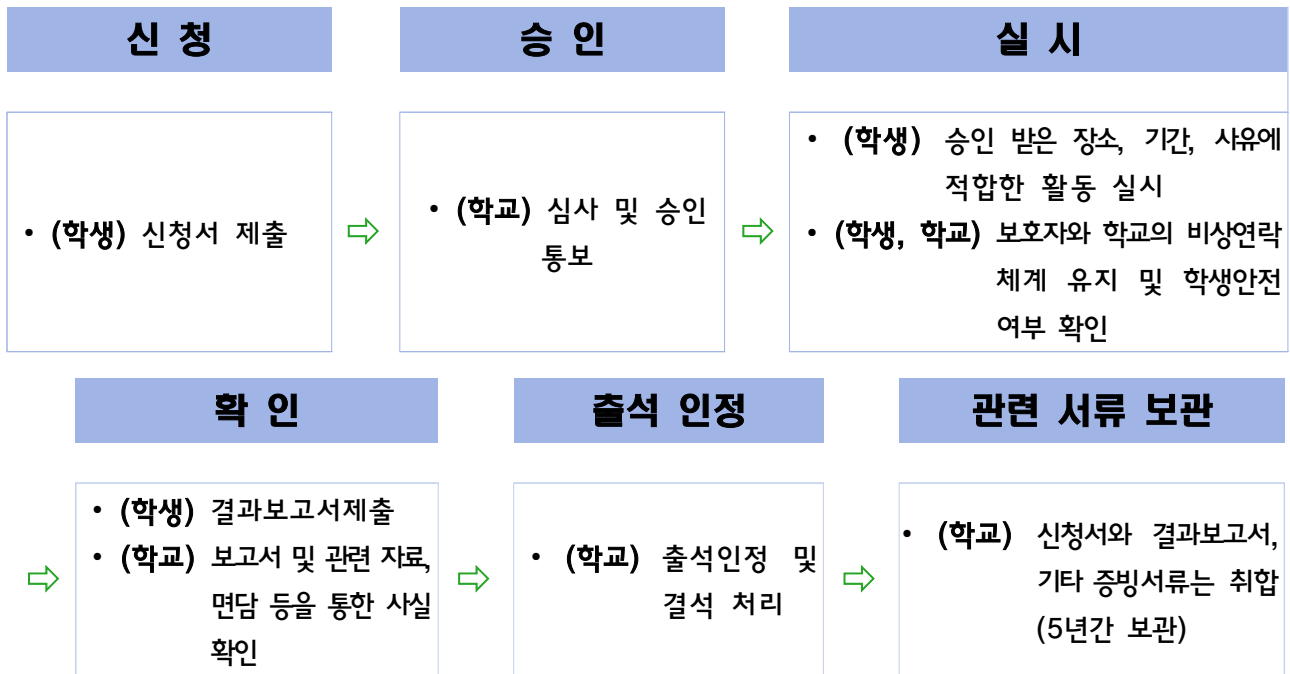 신 청
승 인
실 시
• (학생) 신청서 제출
• (학교) 심사 및 승인
통보
• (학생) 승인 받은 장소, 기간, 사유에
적합한 활동 실시
• (학생, 학교) 보호자와 학교의 비상연락
체계 유지 및 학생안전
여부 확인
확 인
출석 인정
관련 서류 보관
• (학생) 결과보고서제출
• (학교) 보고서 및 관련 자료,
면담 등을 통한 사실
확인
• (학교) 출석인정 및
결석 처리
• (학교) 신청서와 결과보고서,
기타 증빙서류는 취합
(5년간 보관)